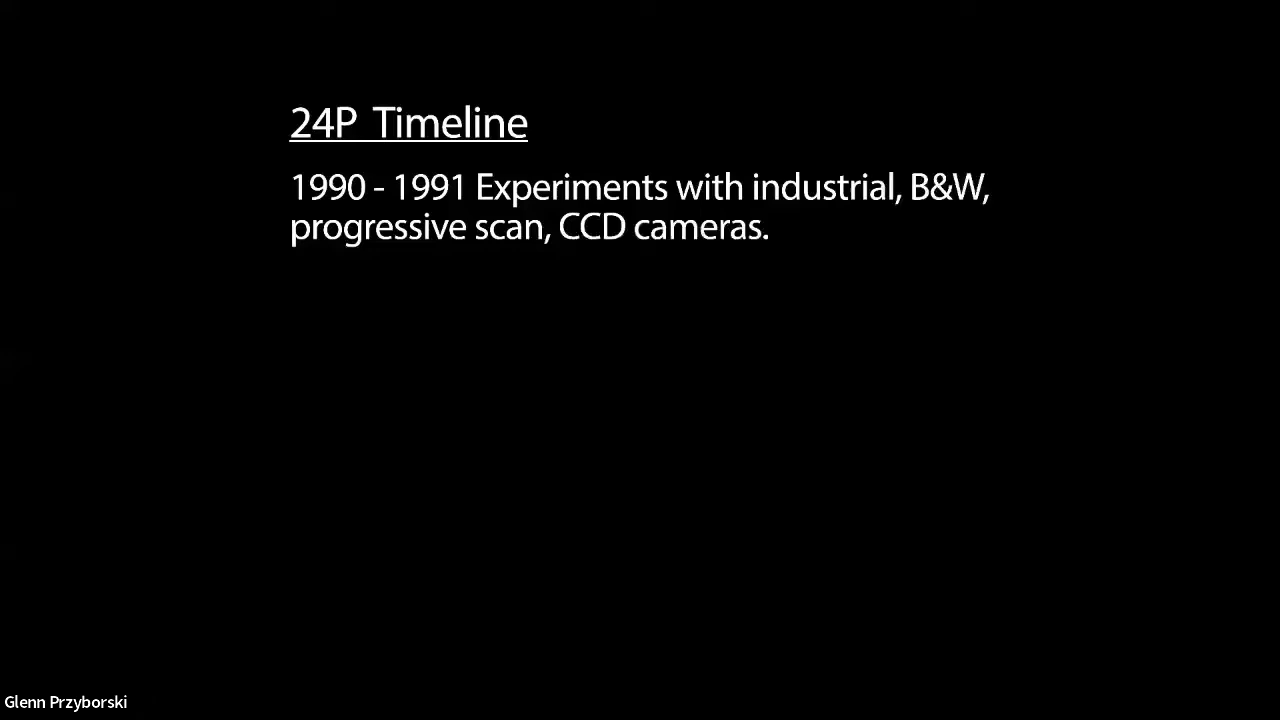 24P Timeline
1990 - 1991 Experiments with industrial, B&W,
progressive scan, CCD cameras.
Glenn Przyborski